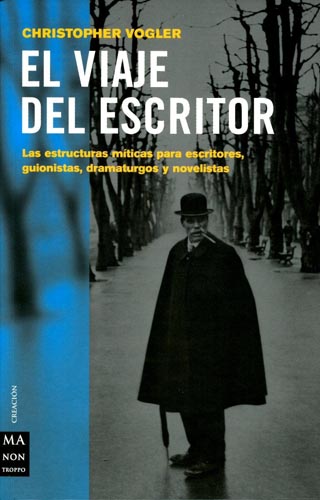 CHRISTOPHER VOGLER
EL VIAJE
DEL ESCRITOR
Las estructuras míticas para escritores,
guionistas, dramaturgos y novelistas
CREACIÓN
MA
NON
TROPPO